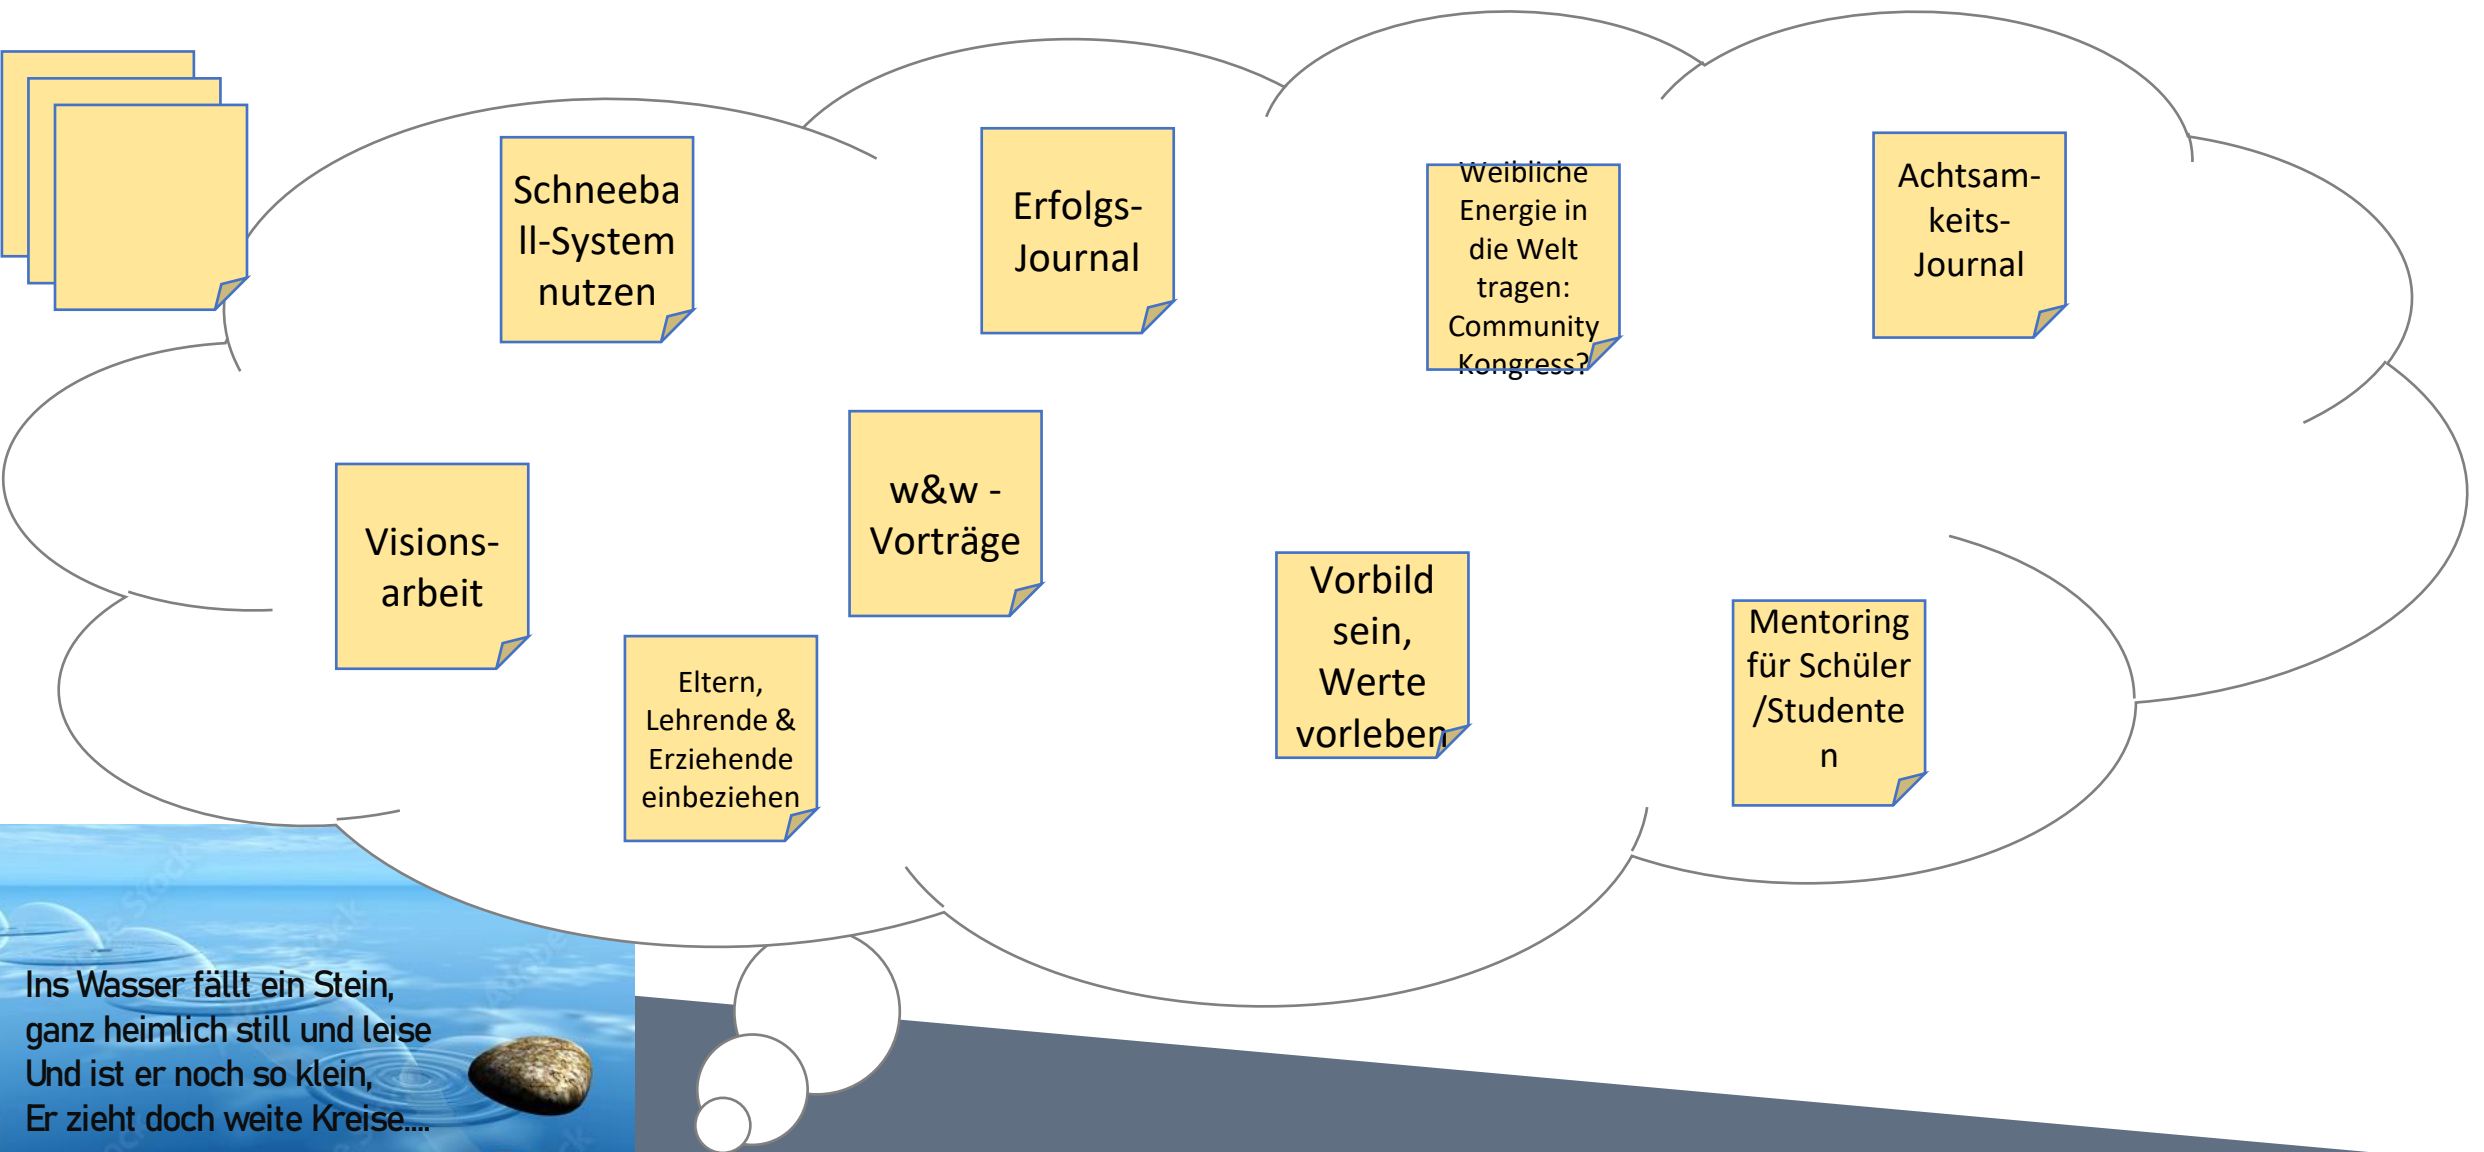 Schneeba
ll-System
nutzen
Erfolgs-
Journal
Weibliche
Energie in
die Welt
tragen:
Community
Kongress?
Achtsam-
keits-
Journal
Visions-
arbeit
w&w -
Vorträge
Eltern,
Lehrende &
Erziehende
einbeziehen
Vorbild
sein,
Werte
vorleben
Mentoring
für Schüler
/Studente
n
Ins Wasser fällt ein Stein,
ganz heimlich still und leise
Und ist er noch so klein,
Er zieht doch weite Kreise....